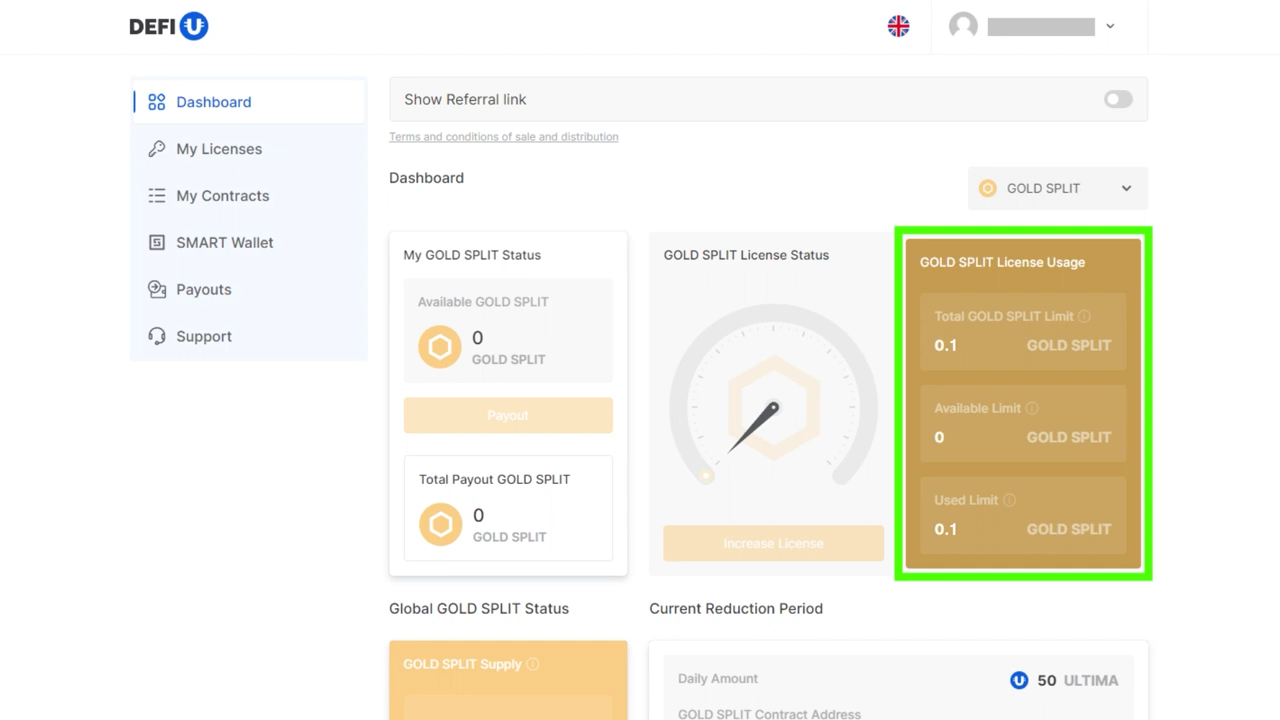 DEFI
Show Referral link
Terms and conditions of sale and distribution
Dashboard
My Licenses
My Contracts
SMART Wallet
Payouts
Support
Dashboard
GOLD SPLIT
My GOLD SPLIT Status
Available GOLD SPLIT
0
GOLD SPLIT
Payout
Total Payout GOLD SPLIT
0
GOLD SPLIT
GOLD SPLIT License Status
Increase License
GOLD SPLIT License Usage
Total GOLD SPLIT Limit
0.1 GOLD SPLIT
Available Limit
0 GOLD SPLIT
Used Limit
0.1 GOLD SPLIT
Global GOLD SPLIT Status
GOLD SPLIT Supply
Current Reduction Period
Daily Amount 50 ULTIMA
GOLD SPLIT Contract Address